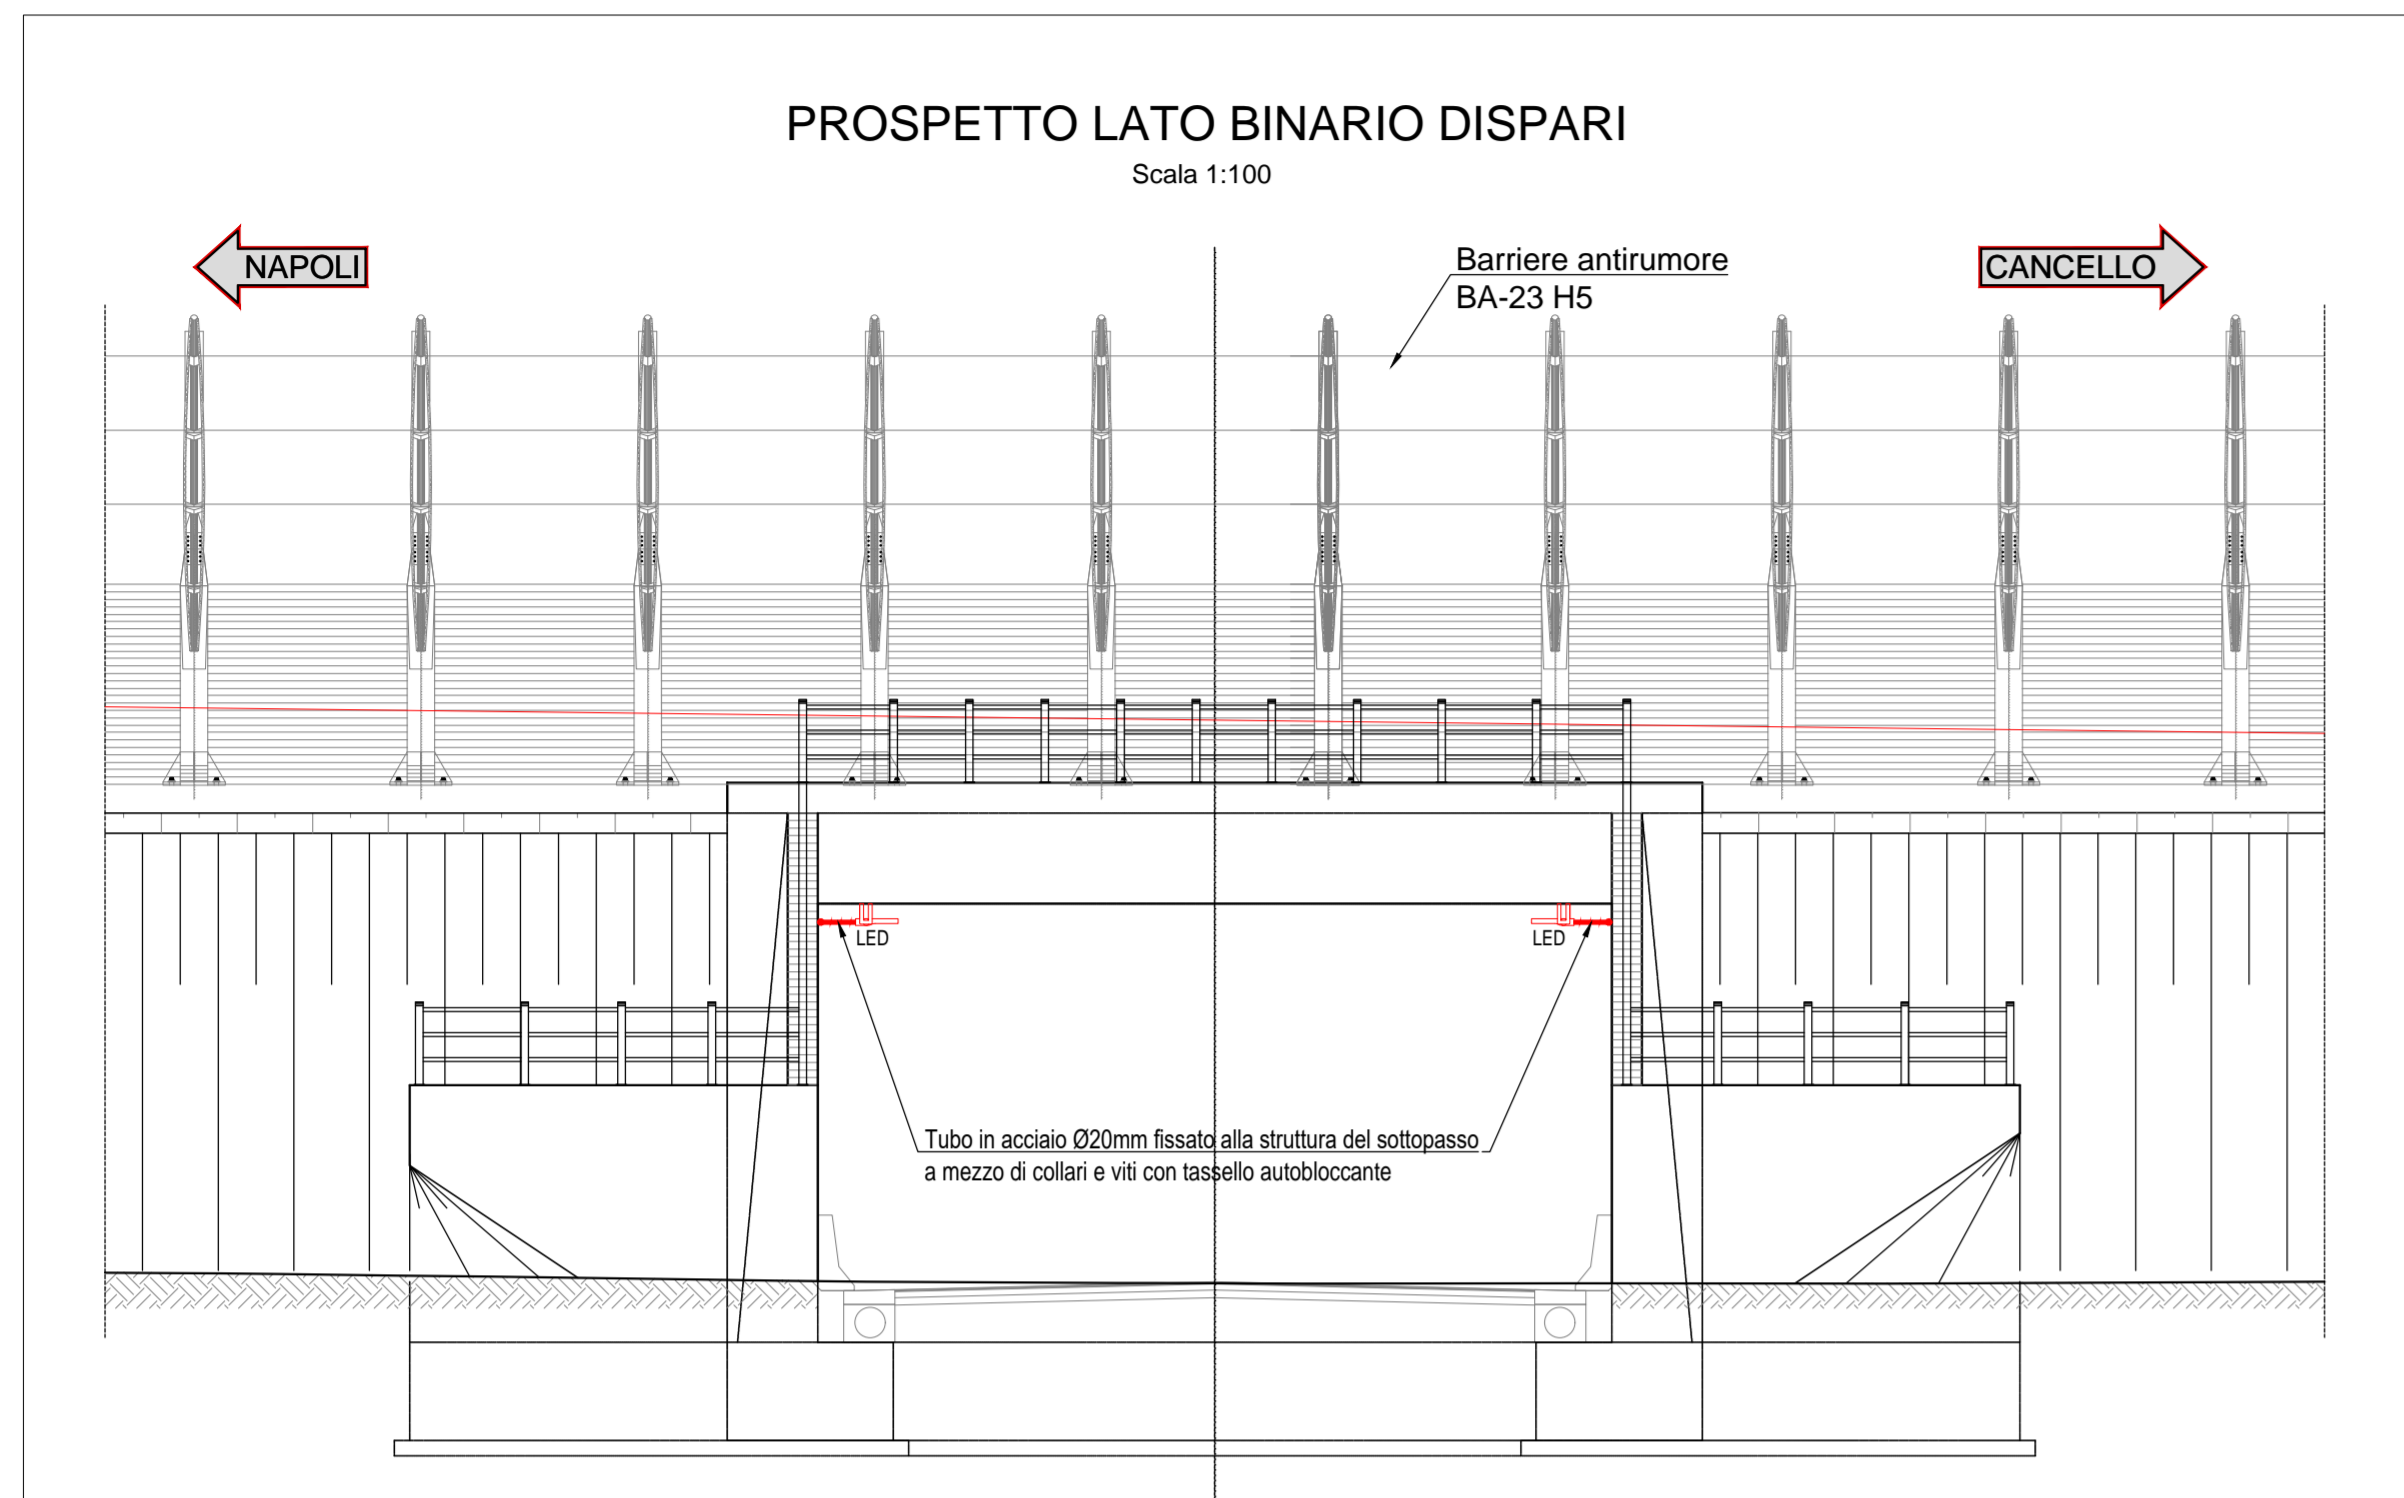 PROSPETTO LATO BINARIO DISPARI
Scala 1:100
NAPOLI
Barriere antirumore
BA-23 H5
CANCELLO
LED
LED
Tubo in acciaio Ø20mm fissato alla struttura del sottopasso
a mezzo di collari e viti con tassello autobloccante